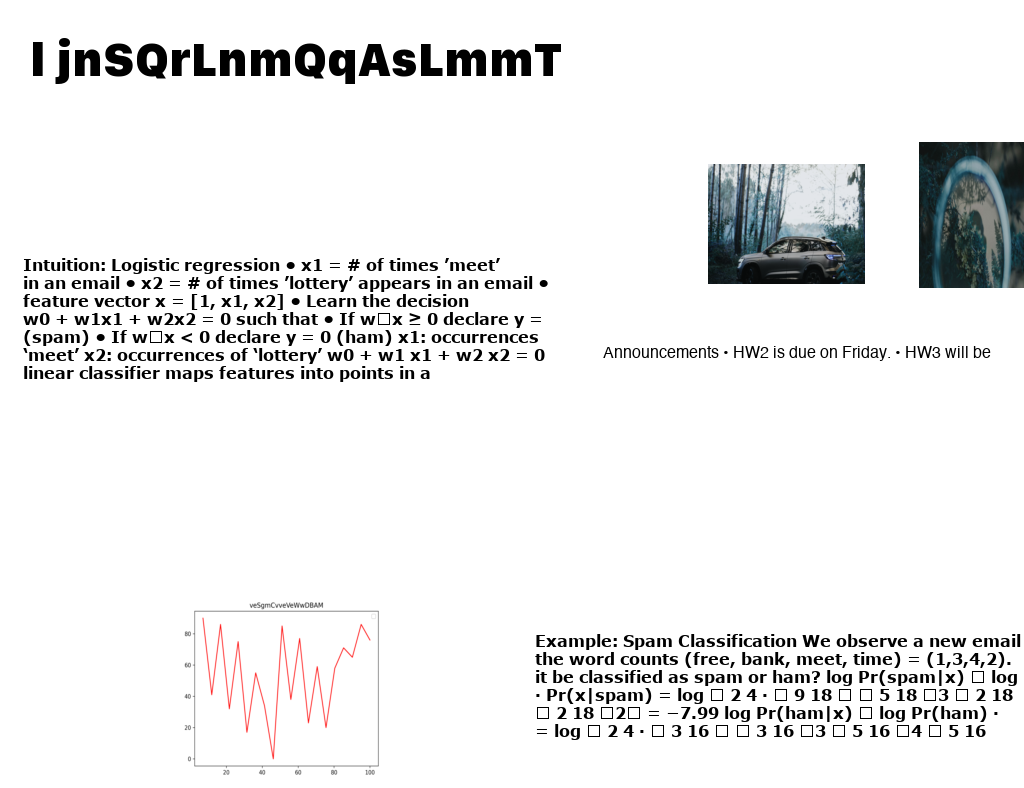 l jnSQrLnmQqAsLmmT
Intuition: Logistic regression • x1 = # of times ’meet’
in an email • x2 = # of times ’lottery’ appears in an email •
feature vector x = [1, x1, x2] • Learn the decision
w0 + w1x1 + w2x2 = 0 such that • If w□x ≥ 0 declare y =
(spam) • If w□x < 0 declare y = 0 (ham) x1: occurrences
‘meet’ x2: occurrences of ‘lottery’ w0 + w1 x1 + w2 x2 = 0
linear classifier maps features into points in a
Announcements • HW2 is due on Friday. • HW3 will be
veSgmCvveVeWwDBAM
80
60
40
20
0
20 40 60 80 100
Example: Spam Classification We observe a new email
the word counts (free, bank, meet, time) = (1,3,4,2).
it be classified as spam or ham? log Pr(spam|x) □ log
· Pr(x|spam) = log □ 2 4 · □ 9 18 □ □ 5 18 □3 □ 2 18
□ 2 18 □2□ = −7.99 log Pr(ham|x) □ log Pr(ham) ·
= log □ 2 4 · □ 3 16 □ □ 3 16 □3 □ 5 16 □4 □ 5 16